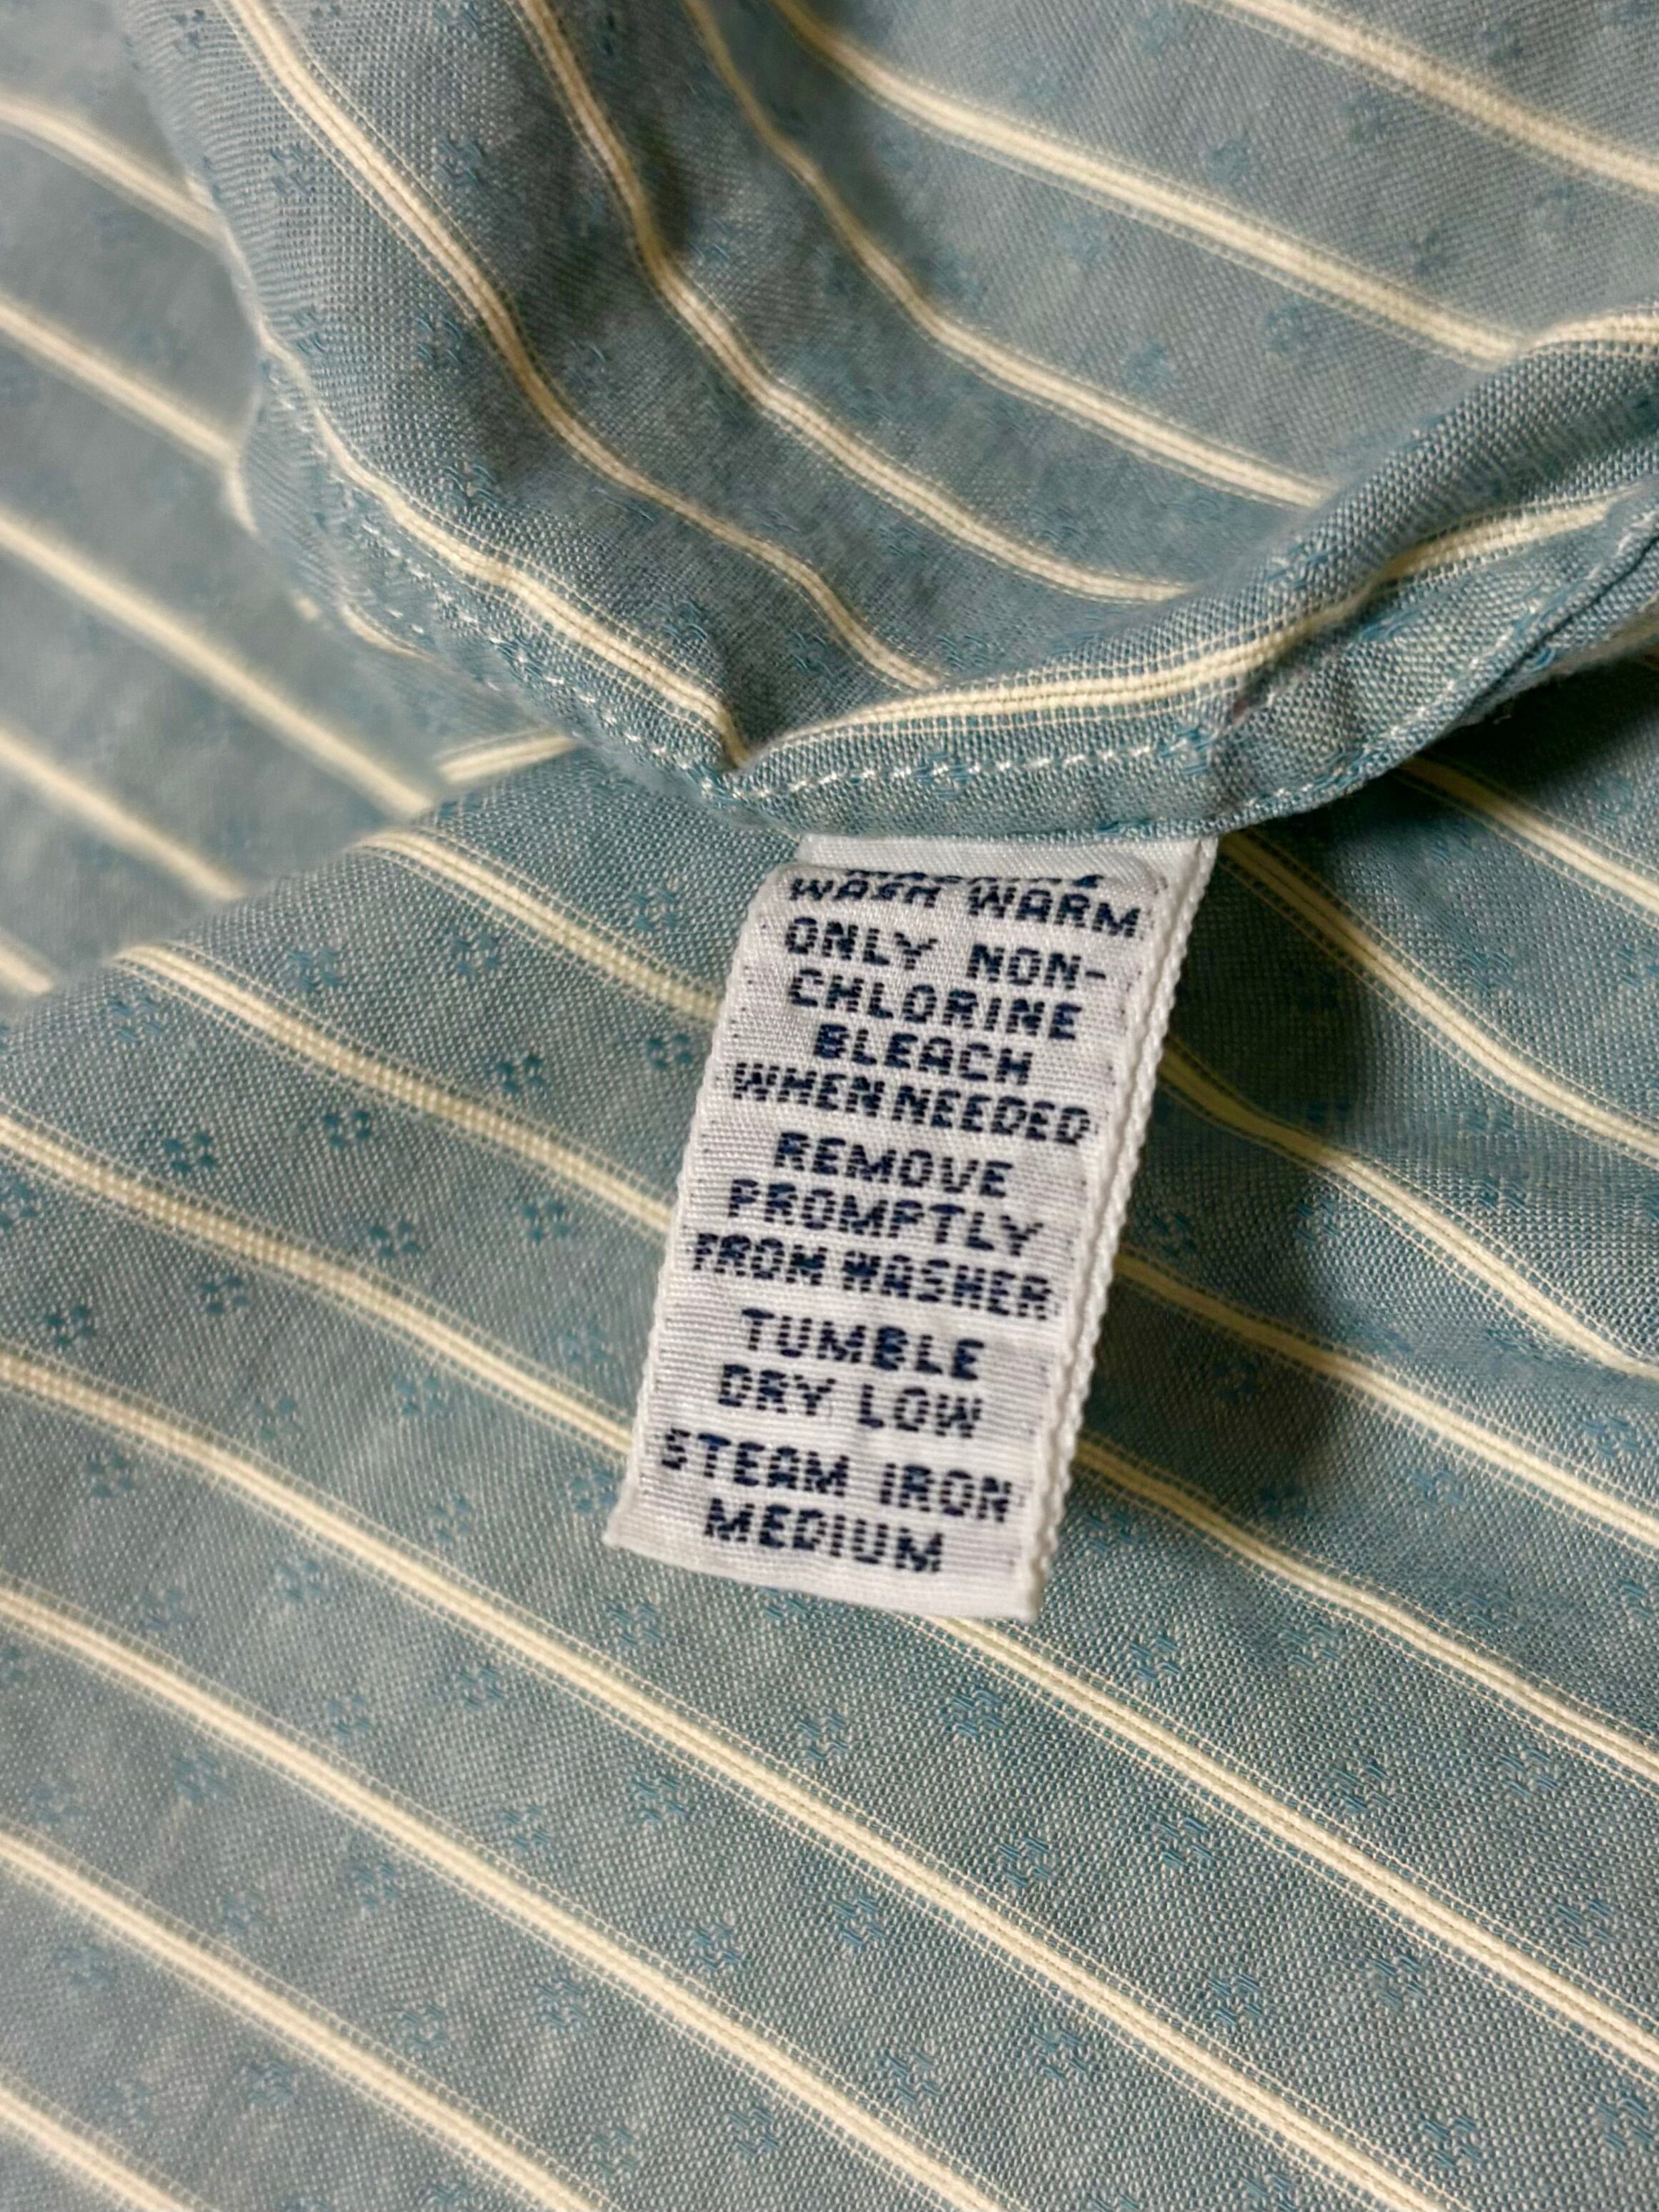 WASH WARM
ONLY NON-
CHLORINE
BLEACH
WHEN NEEDED
REMOVE
PROMPTLY
FROM WASHER
TUMBLE
DRY LOW
STEAM IRON
MEDIUM